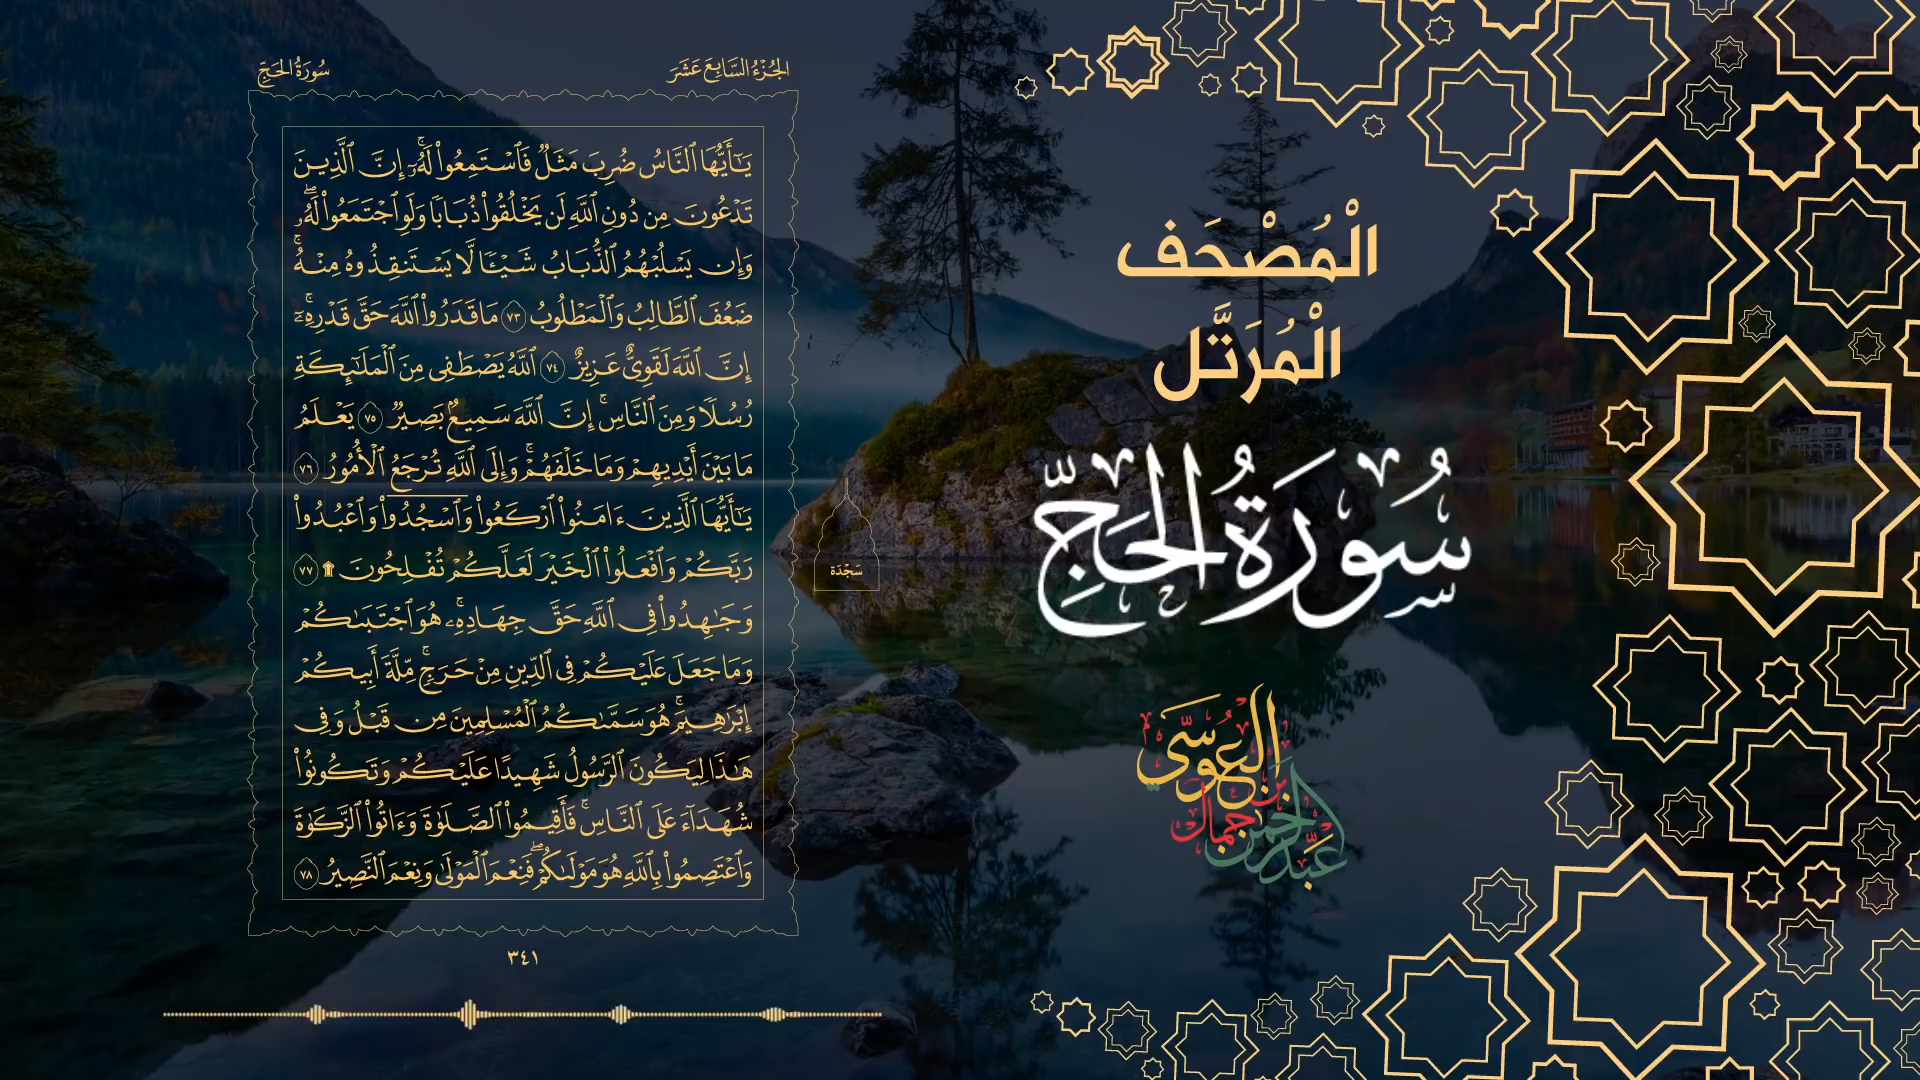 سُورَةُ الحَجِّ
الجُزْءُ السَّابِعَ عَشَرَ
يَـٰٓأَيُّهَا ٱلنَّاسُ ضُرِبَ مَثَلٌ فَٱسْتَمِعُوا۟ لَهُۥٓ ۚ إِنَّ ٱلَّذِينَ
تَدْعُونَ مِن دُونِ ٱللَّهِ لَن يَخْلُقُوا۟ ذُبَابًا وَلَوِ ٱجْتَمَعُوا۟ لَهُۥ ۖ
وَإِن يَسْلُبْهُمُ ٱلذُّبَابُ شَيْـًٔا لَّا يَسْتَنقِذُوهُ مِنْهُ ۚ
ضَعُفَ ٱلطَّالِبُ وَٱلْمَطْلُوبُ ٧٣ مَا قَدَرُوا۟ ٱللَّهَ حَقَّ قَدْرِهِۦٓ ۚ
إِنَّ ٱللَّهَ لَقَوِىٌّ عَزِيزٌ ٧٤ ٱللَّهُ يَصْطَفِى مِنَ ٱلْمَلَـٰٓئِكَةِ
رُسُلًا وَمِنَ ٱلنَّاسِ ۚ إِنَّ ٱللَّهَ سَمِيعٌۢ بَصِيرٌ ٧٥ يَعْلَمُ
مَا بَيْنَ أَيْدِيهِمْ وَمَا خَلْفَهُمْ ۗ وَإِلَى ٱللَّهِ تُرْجَعُ ٱلْأُمُورُ ٧٦
يَـٰٓأَيُّهَا ٱلَّذِينَ ءَامَنُوا۟ ٱرْكَعُوا۟ وَٱسْجُدُوا۟ وَٱعْبُدُوا۟
رَبَّكُمْ وَٱفْعَلُوا۟ ٱلْخَيْرَ لَعَلَّكُمْ تُفْلِحُونَ ۩ ٧٧
وَجَـٰهِدُوا۟ فِى ٱللَّهِ حَقَّ جِهَادِهِۦ ۚ هُوَ ٱجْتَبَىٰكُمْ
وَمَا جَعَلَ عَلَيْكُمْ فِى ٱلدِّينِ مِنْ حَرَجٍ ۚ مِّلَّةَ أَبِيكُمْ
إِبْرَٰهِيمَ ۚ هُوَ سَمَّىٰكُمُ ٱلْمُسْلِمِينَ مِن قَبْلُ وَفِى
هَـٰذَا لِيَكُونَ ٱلرَّسُولُ شَهِيدًا عَلَيْكُمْ وَتَكُونُوا۟
شُهَدَآءَ عَلَى ٱلنَّاسِ ۚ فَأَقِيمُوا۟ ٱلصَّلَوٰةَ وَءَاتُوا۟ ٱلزَّكَوٰةَ
وَٱعْتَصِمُوا۟ بِٱللَّهِ هُوَ مَوْلَىٰكُمْ ۖ فَنِعْمَ ٱلْمَوْلَىٰ وَنِعْمَ ٱلنَّصِيرُ ٧٨
٣٤١
سَجْدَة
الْمُصْحَف
الْمُرَتَّل
سُورَةُ الحَجِّ
عبد الرحمن
بن جمال
العوسي